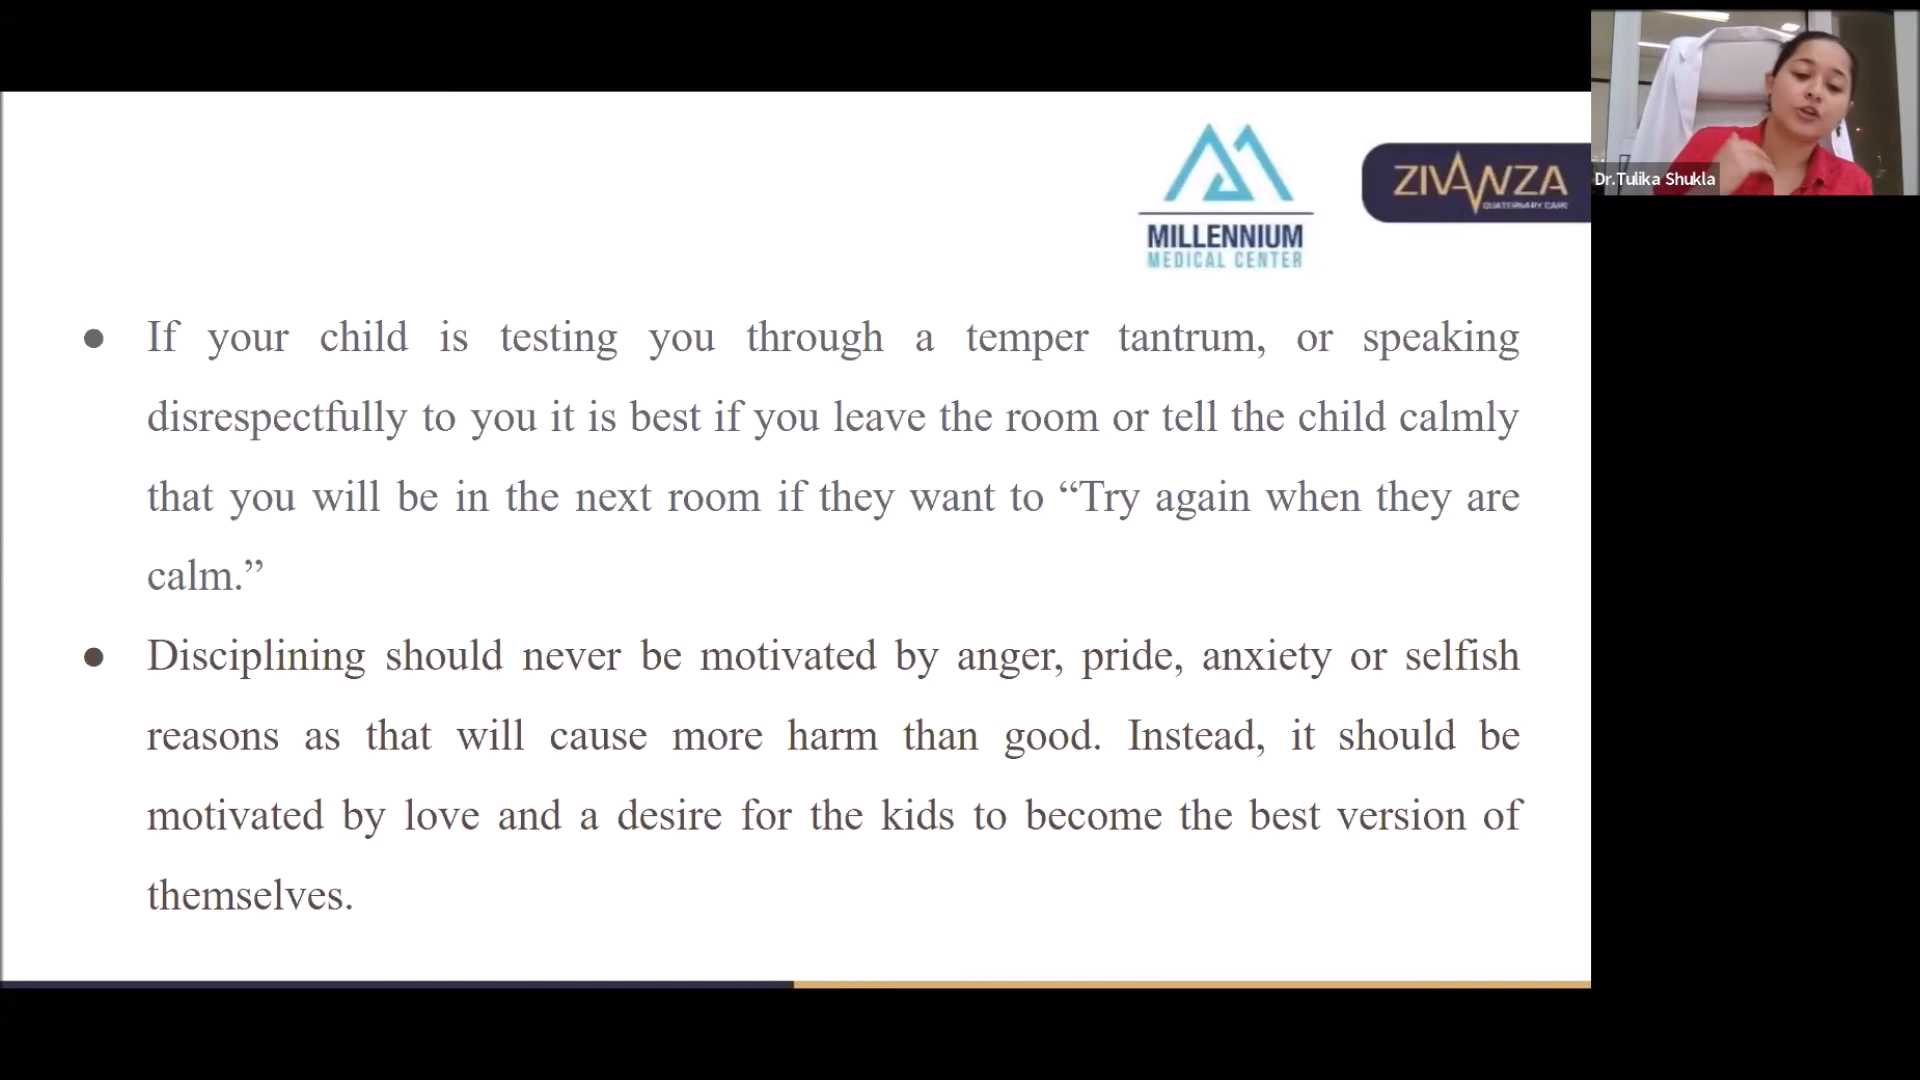 MILLENNIUM
MEDICAL CENTER
ZIVANZA
QUATERNARY CARE
Dr.Tulika Shukla
● If your child is testing you through a temper tantrum, or speaking
disrespectfully to you it is best if you leave the room or tell the child calmly
that you will be in the next room if they want to “Try again when they are
calm.”
● Disciplining should never be motivated by anger, pride, anxiety or selfish
reasons as that will cause more harm than good. Instead, it should be
motivated by love and a desire for the kids to become the best version of
themselves.